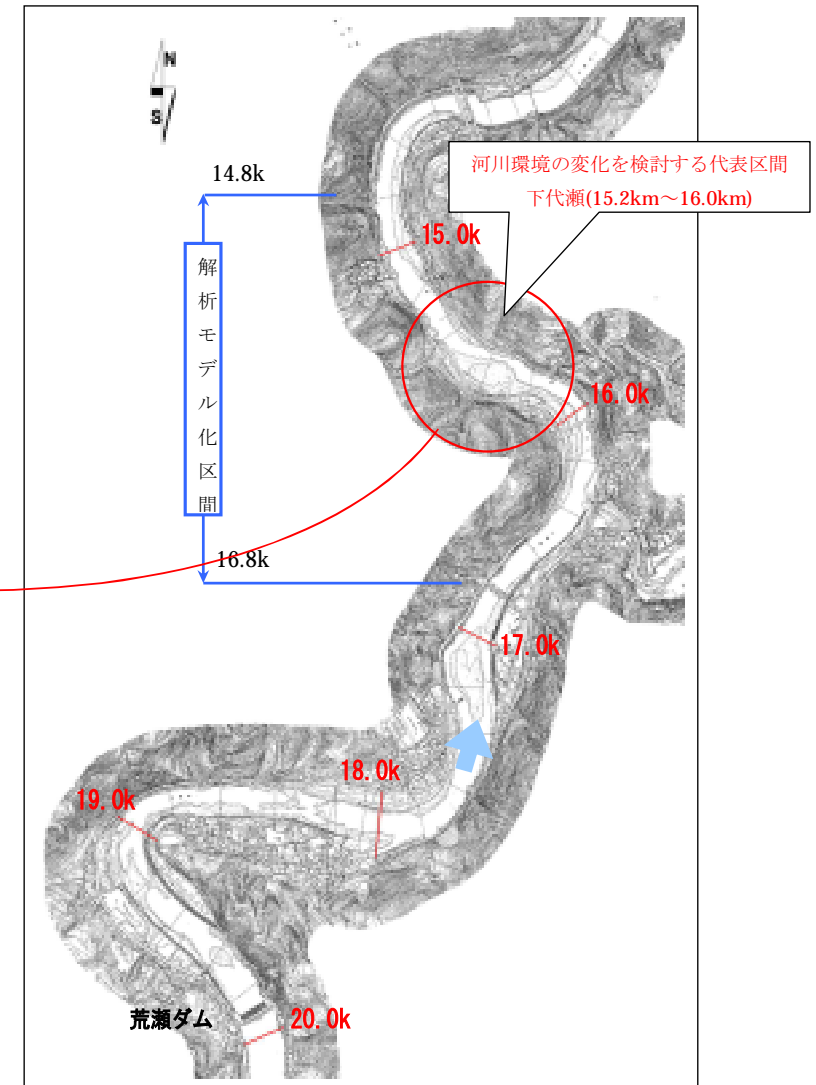 N
S
14.8k
河川環境の変化を検討する代表区間
下代瀬(15.2km～16.0km)
15.0k
解析モデル化区間
16.0k
16.8k
17.0k
18.0k
19.0k
荒瀬ダム
20.0k